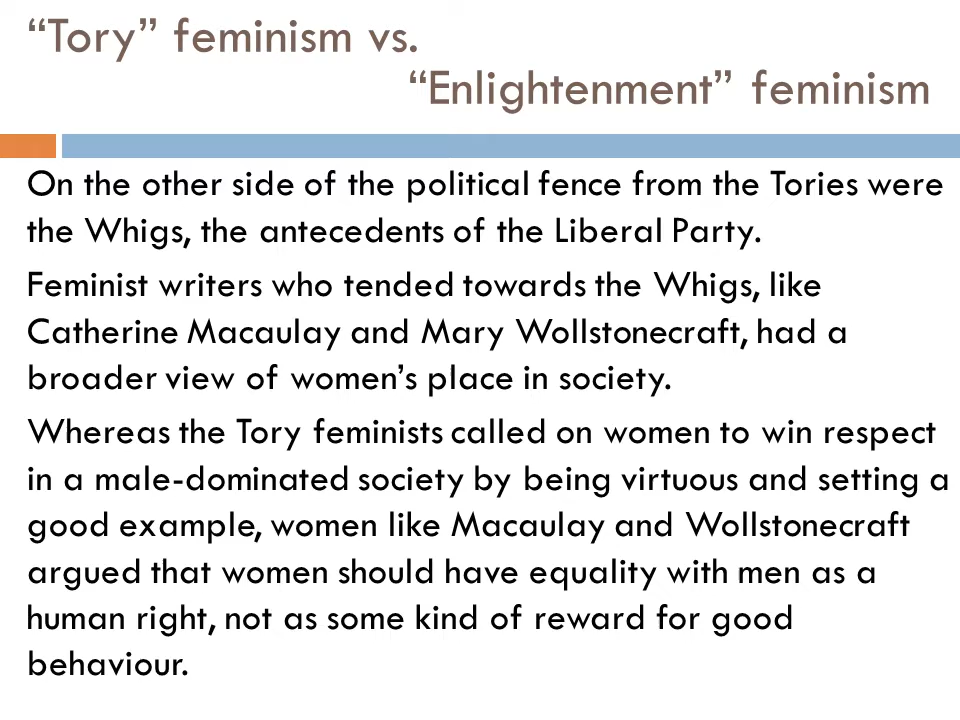 “Tory” feminism vs.
“Enlightenment” feminism
On the other side of the political fence from the Tories were
the Whigs, the antecedents of the Liberal Party.
Feminist writers who tended towards the Whigs, like
Catherine Macaulay and Mary Wollstonecraft, had a
broader view of women’s place in society.
Whereas the Tory feminists called on women to win respect
in a male-dominated society by being virtuous and setting a
good example, women like Macaulay and Wollstonecraft
argued that women should have equality with men as a
human right, not as some kind of reward for good
behaviour.